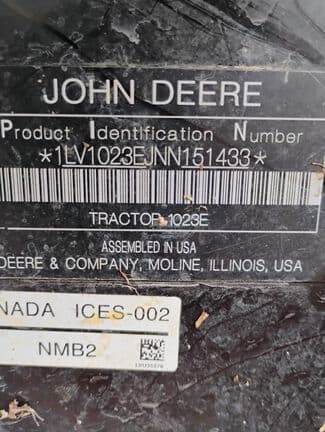 JOHN DEERE
Product Identification Number
*1LV1023EJNN151433*
TRACTOR 1023E
ASSEMBLED IN USA
DEERE & COMPANY, MOLINE, ILLINOIS, USA
NADA ICES-002
NMB2